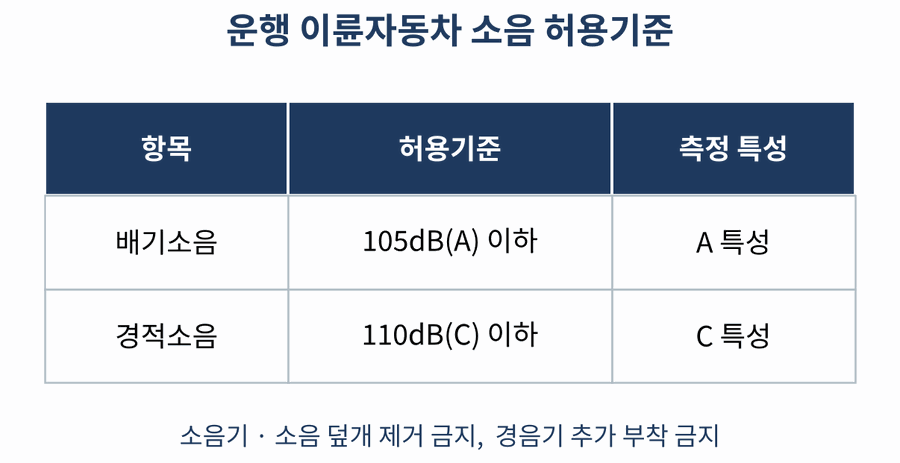 운행 이륜자동차 소음 허용기준
항목 허용기준 측정 특성
배기소음 105dB(A) 이하 A 특성
경적소음 110dB(C) 이하 C 특성
소음기 · 소음 덮개 제거 금지, 경음기 추가 부착 금지